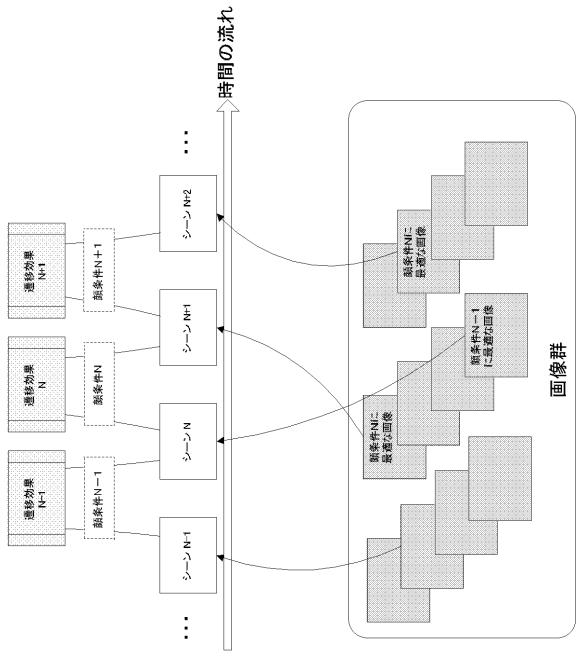 遷移効果
N-1
遷移効果
N
遷移効果
N+1
顔条件N-1
顔条件N
顔条件N+1
・・・
シーン N-1
シーン N
シーン N+1
シーン N+2
・・・
時間の流れ
顔条件Nに
最適な画像
顔条件N-1
に最適な画像
顔条件Nに
最適な画像
画像群